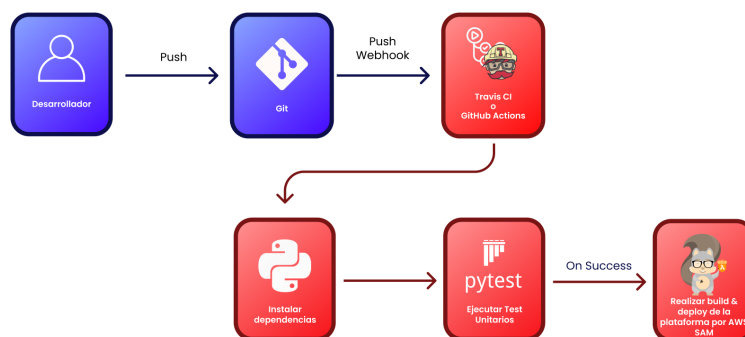 Push
Push
Webhook
Desarrollador
Git
Travis CI
o
GitHub Actions
On Success
pytest
Instalar
dependencias
Ejecutar Test
Unitarios
Realizar build &
deploy de la
plataforma por AWS
SAM